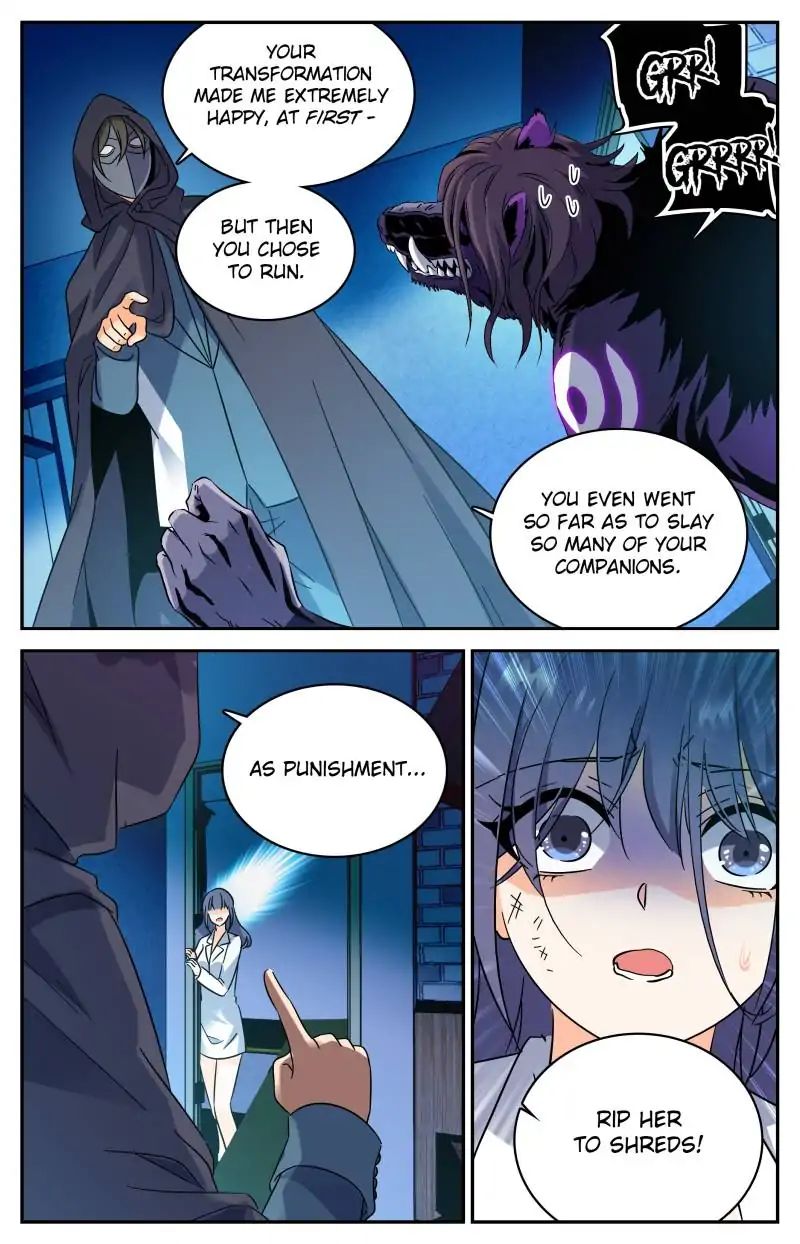 YOUR
TRANSFORMATION
MADE ME EXTREMELY
HAPPY, AT FIRST -
BUT THEN
YOU CHOSE
TO RUN.
GRR!
GRRRR!
YOU EVEN WENT
SO FAR AS TO SLAY
SO MANY OF YOUR
COMPANIONS.
AS PUNISHMENT...
RIP HER
TO SHREDS!